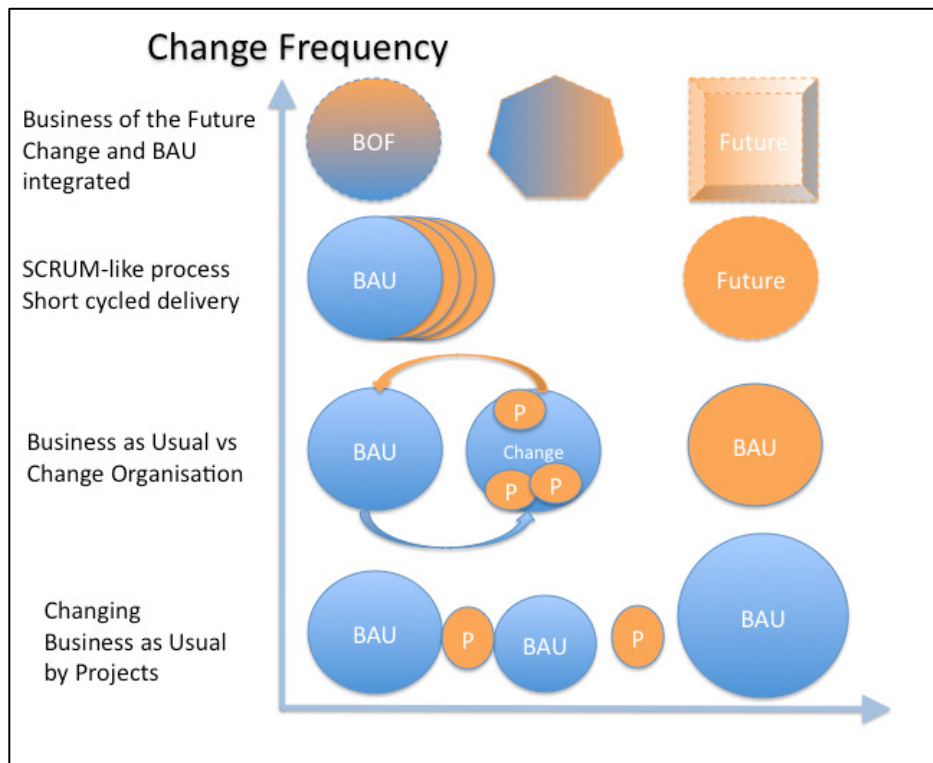 Change Frequency
Business of the Future
Change and BAU
integrated
BOF
Future
SCRUM-like process
Short cycled delivery
BAU
Future
Business as Usual vs
Change Organisation
BAU
P
Change
P
P
BAU
Changing
Business as Usual
by Projects
BAU
P
BAU
P
BAU